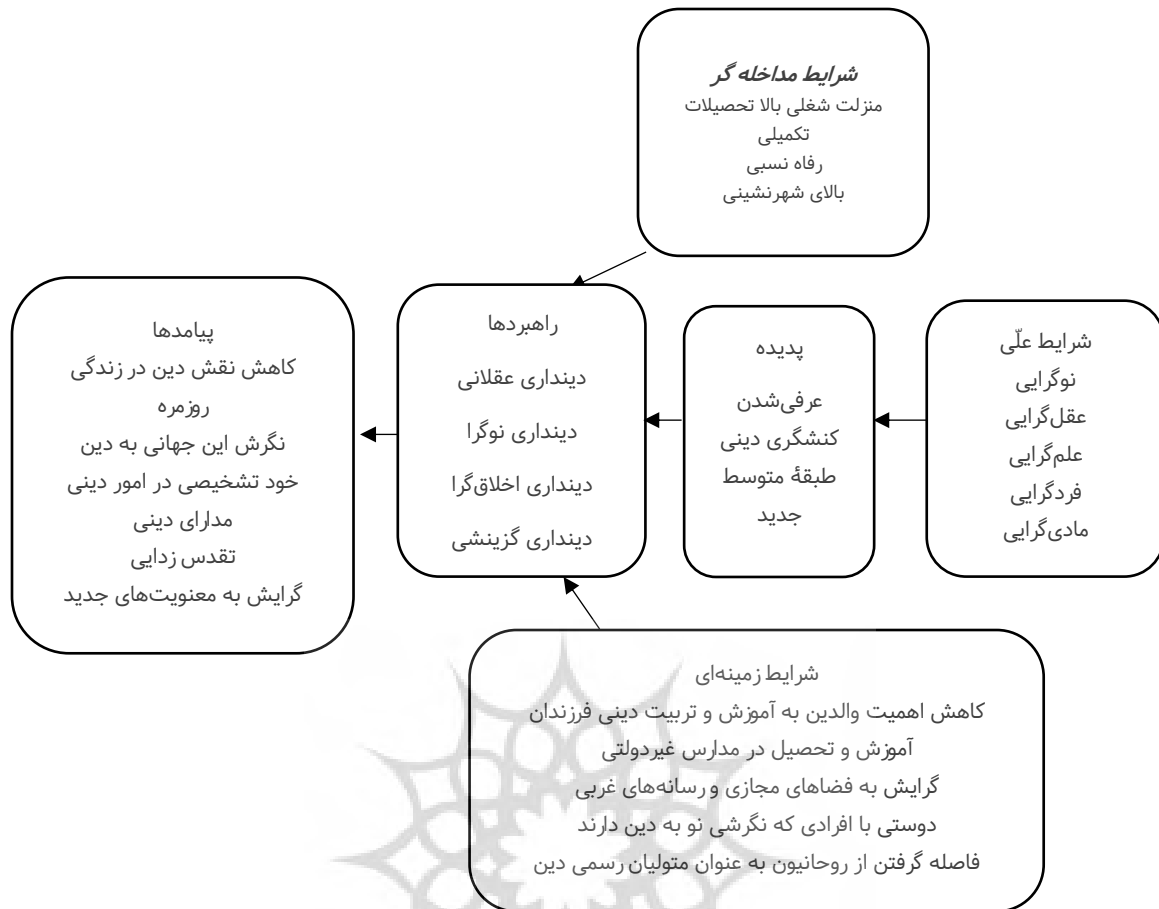 شرایط مداخله گر
منزلت شغلی بالا تحصیلات
تکمیلی
رفاه نسبی
بالای شهرنشینی
شرایط علّی
نوگرایی
عقل‌گرایی
علم‌گرایی
فردگرایی
مادی‌گرایی
پدیده
عرفی‌شدن
کنشگری دینی
طبقهٔ متوسط
جدید
راهبردها
دینداری عقلانی
دینداری نوگرا
دینداری اخلاق‌گرا
دینداری گزینشی
پیامدها
کاهش نقش دین در زندگی
روزمره
نگرش این جهانی به دین
خود تشخیصی در امور دینی
مدارای دینی
تقدس زدایی
گرایش به معنویت‌های جدید
شرایط زمینه‌ای
کاهش اهمیت والدین به آموزش و تربیت دینی فرزندان
آموزش و تحصیل در مدارس غیردولتی
گرایش به فضاهای مجازی و رسانه‌های غربی
دوستی با افرادی که نگرشی نو به دین دارند
فاصله گرفتن از روحانیون به عنوان متولیان رسمی دین